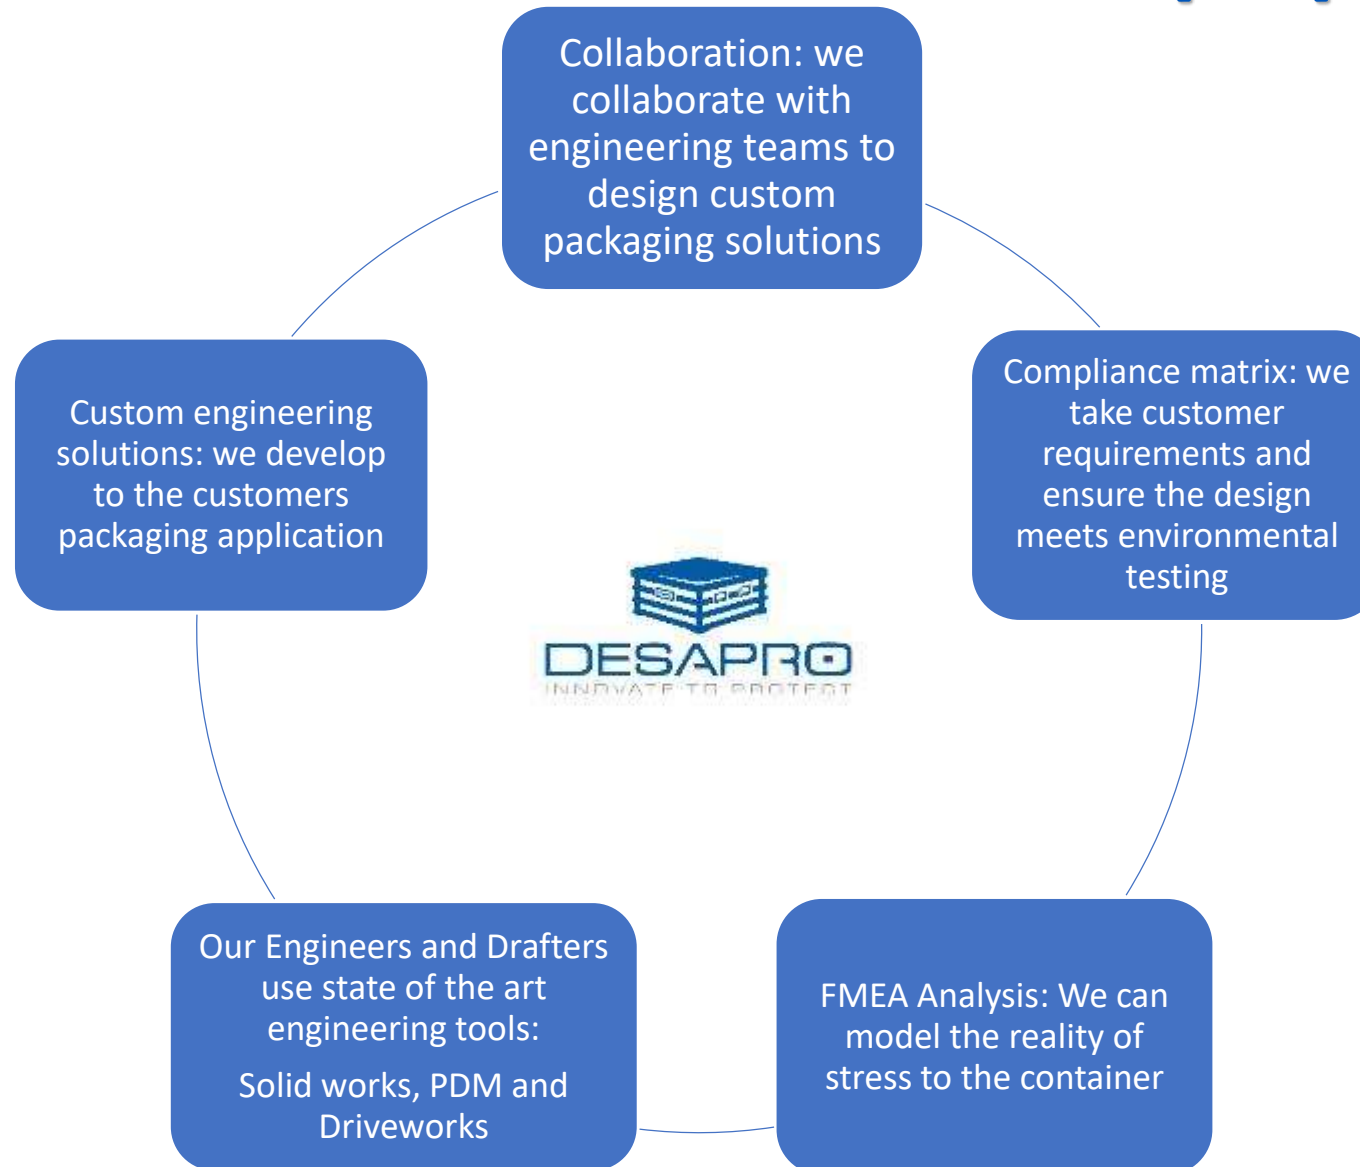 Collaboration: we
collaborate with
engineering teams to
design custom
packaging solutions
Compliance matrix: we
take customer
requirements and
ensure the design
meets environmental
testing
Custom engineering
solutions: we develop
to the customers
packaging application
DESAPRO
INNOVATE TO PROTECT
Our Engineers and Drafters
use state of the art
engineering tools:
Solid works, PDM and
Driveworks
FMEA Analysis: We can
model the reality of
stress to the container